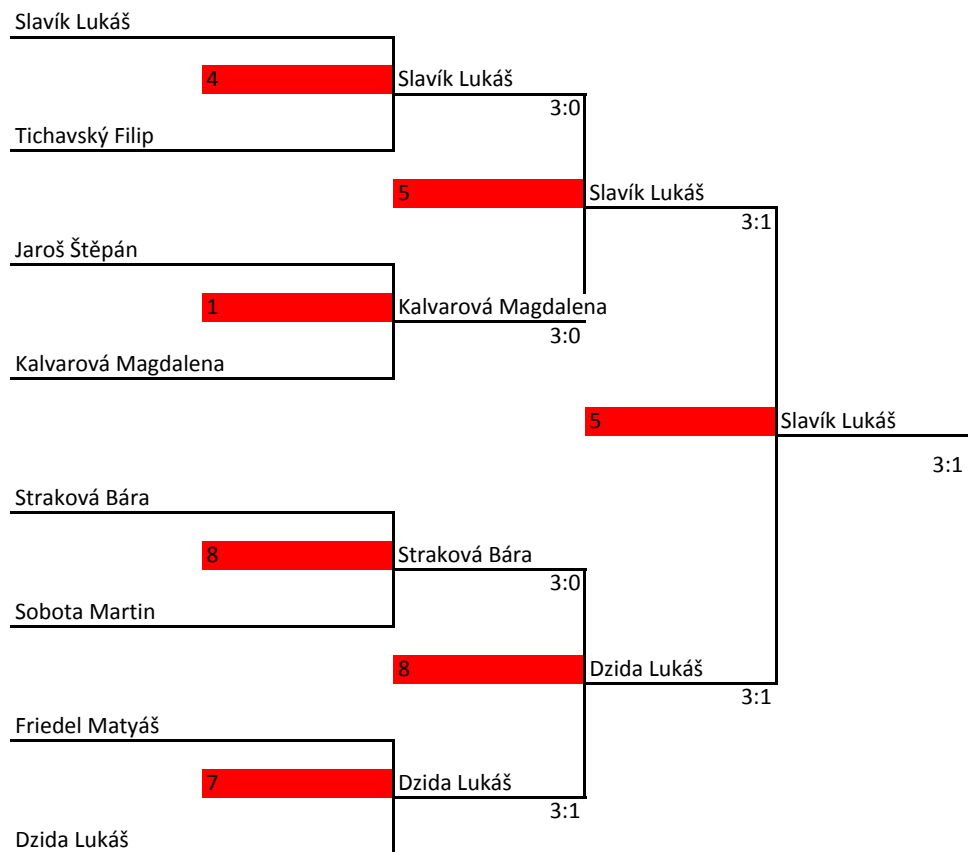 Slavík Lukáš
4
Slavík Lukáš
3:0
Tichavský Filip
5
Slavík Lukáš
3:1
Jaroš Štěpán
1
Kalvarová Magdalena
3:0
Kalvarová Magdalena
5
Slavík Lukáš
3:1
Straková Bára
8
Straková Bára
3:0
Sobota Martin
8
Dzida Lukáš
3:1
Friedel Matyáš
7
Dzida Lukáš
3:1
Dzida Lukáš